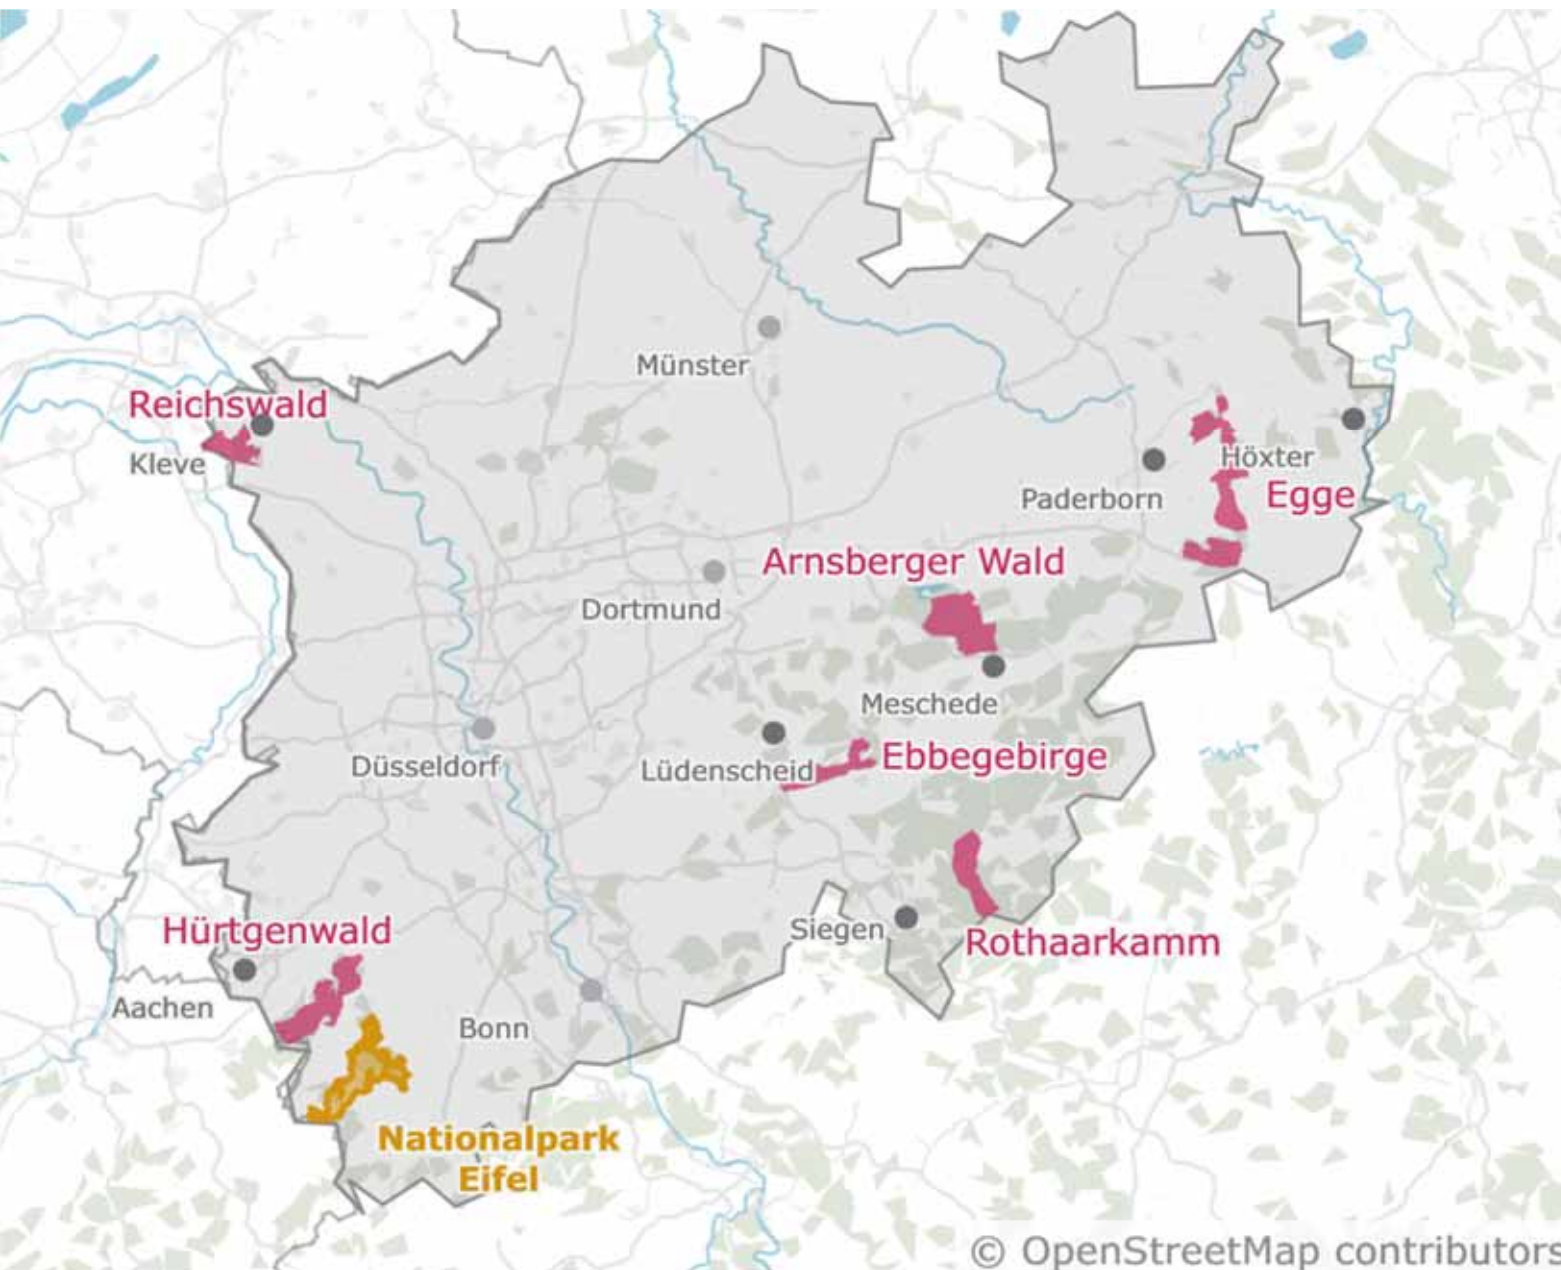 Münster
Reichswald
Kleve
Höxter
Paderborn
Egge
Arnsberger Wald
Dortmund
Meschede
Ebbegebirge
Düsseldorf
Lüdenscheid
Hürtgenwald
Siegen
Rothaarkamm
Aachen
Bonn
Nationalpark
Eifel
© OpenStreetMap contributors